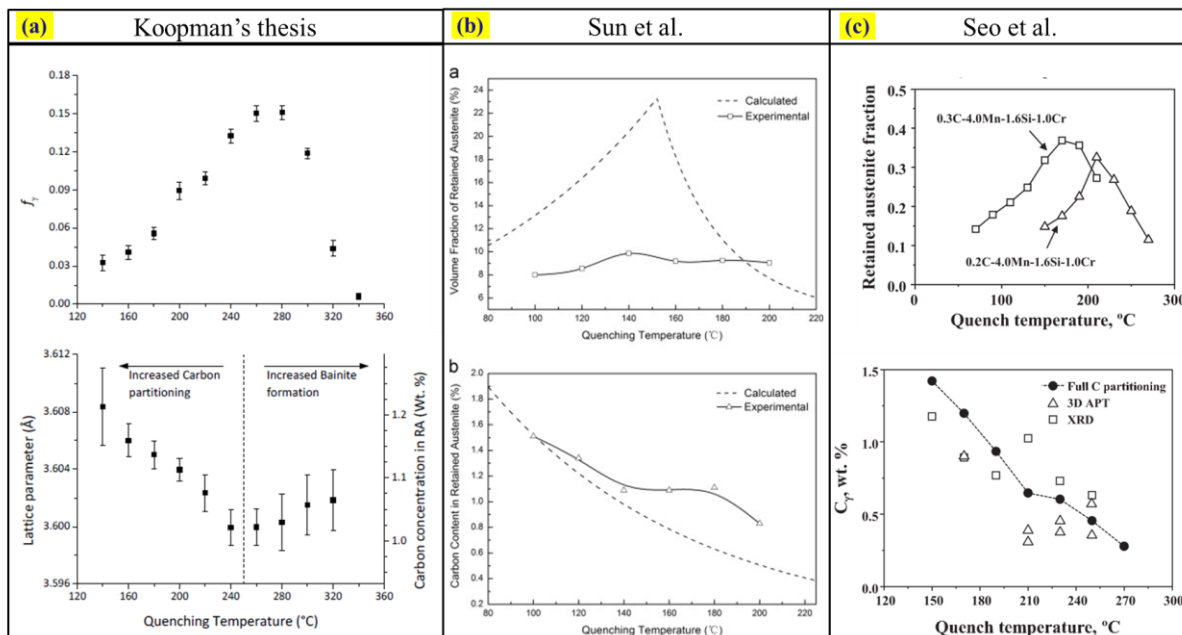 (a)
Koopman's thesis
(b)
Sun et al.
(c)
Seo et al.
0.18
0.15
0.12
0.09
0.06
0.03
0.00
fγ
120 160 200 240 280 320 360
3.612
3.608
3.604
3.600
3.596
Lattice parameter (Å)
Increased Carbon
partitioning
Increased Bainite
formation
1.2
1.1
1.0
Carbon concentration in RA (Wt. %)
120 160 200 240 280 320 360
Quenching Temperature (°C)
a
24
22
20
18
16
14
12
10
8
6
Volume Fraction of Retained Austenite (%)
Calculated
Experimental
80 100 120 140 160 180 200 220
Quenching Temperature (℃)
b
2.0
1.8
1.6
1.4
1.2
1.0
0.8
0.6
0.4
0.2
Carbon Content in Retained Austenite (%)
Calculated
Experimental
80 100 120 140 160 180 200 220
Quenching Temperature (℃)
0.5
0.4
0.3
0.2
0.1
0.0
Retained austenite fraction
0.3C-4.0Mn-1.6Si-1.0Cr
0.2C-4.0Mn-1.6Si-1.0Cr
0 100 200 300
Quench temperature, ºC
1.5
1.0
0.5
0.0
Cγ, wt. %
Full C partitioning
3D APT
XRD
120 150 180 210 240 270 300
Quench temperature, ºC